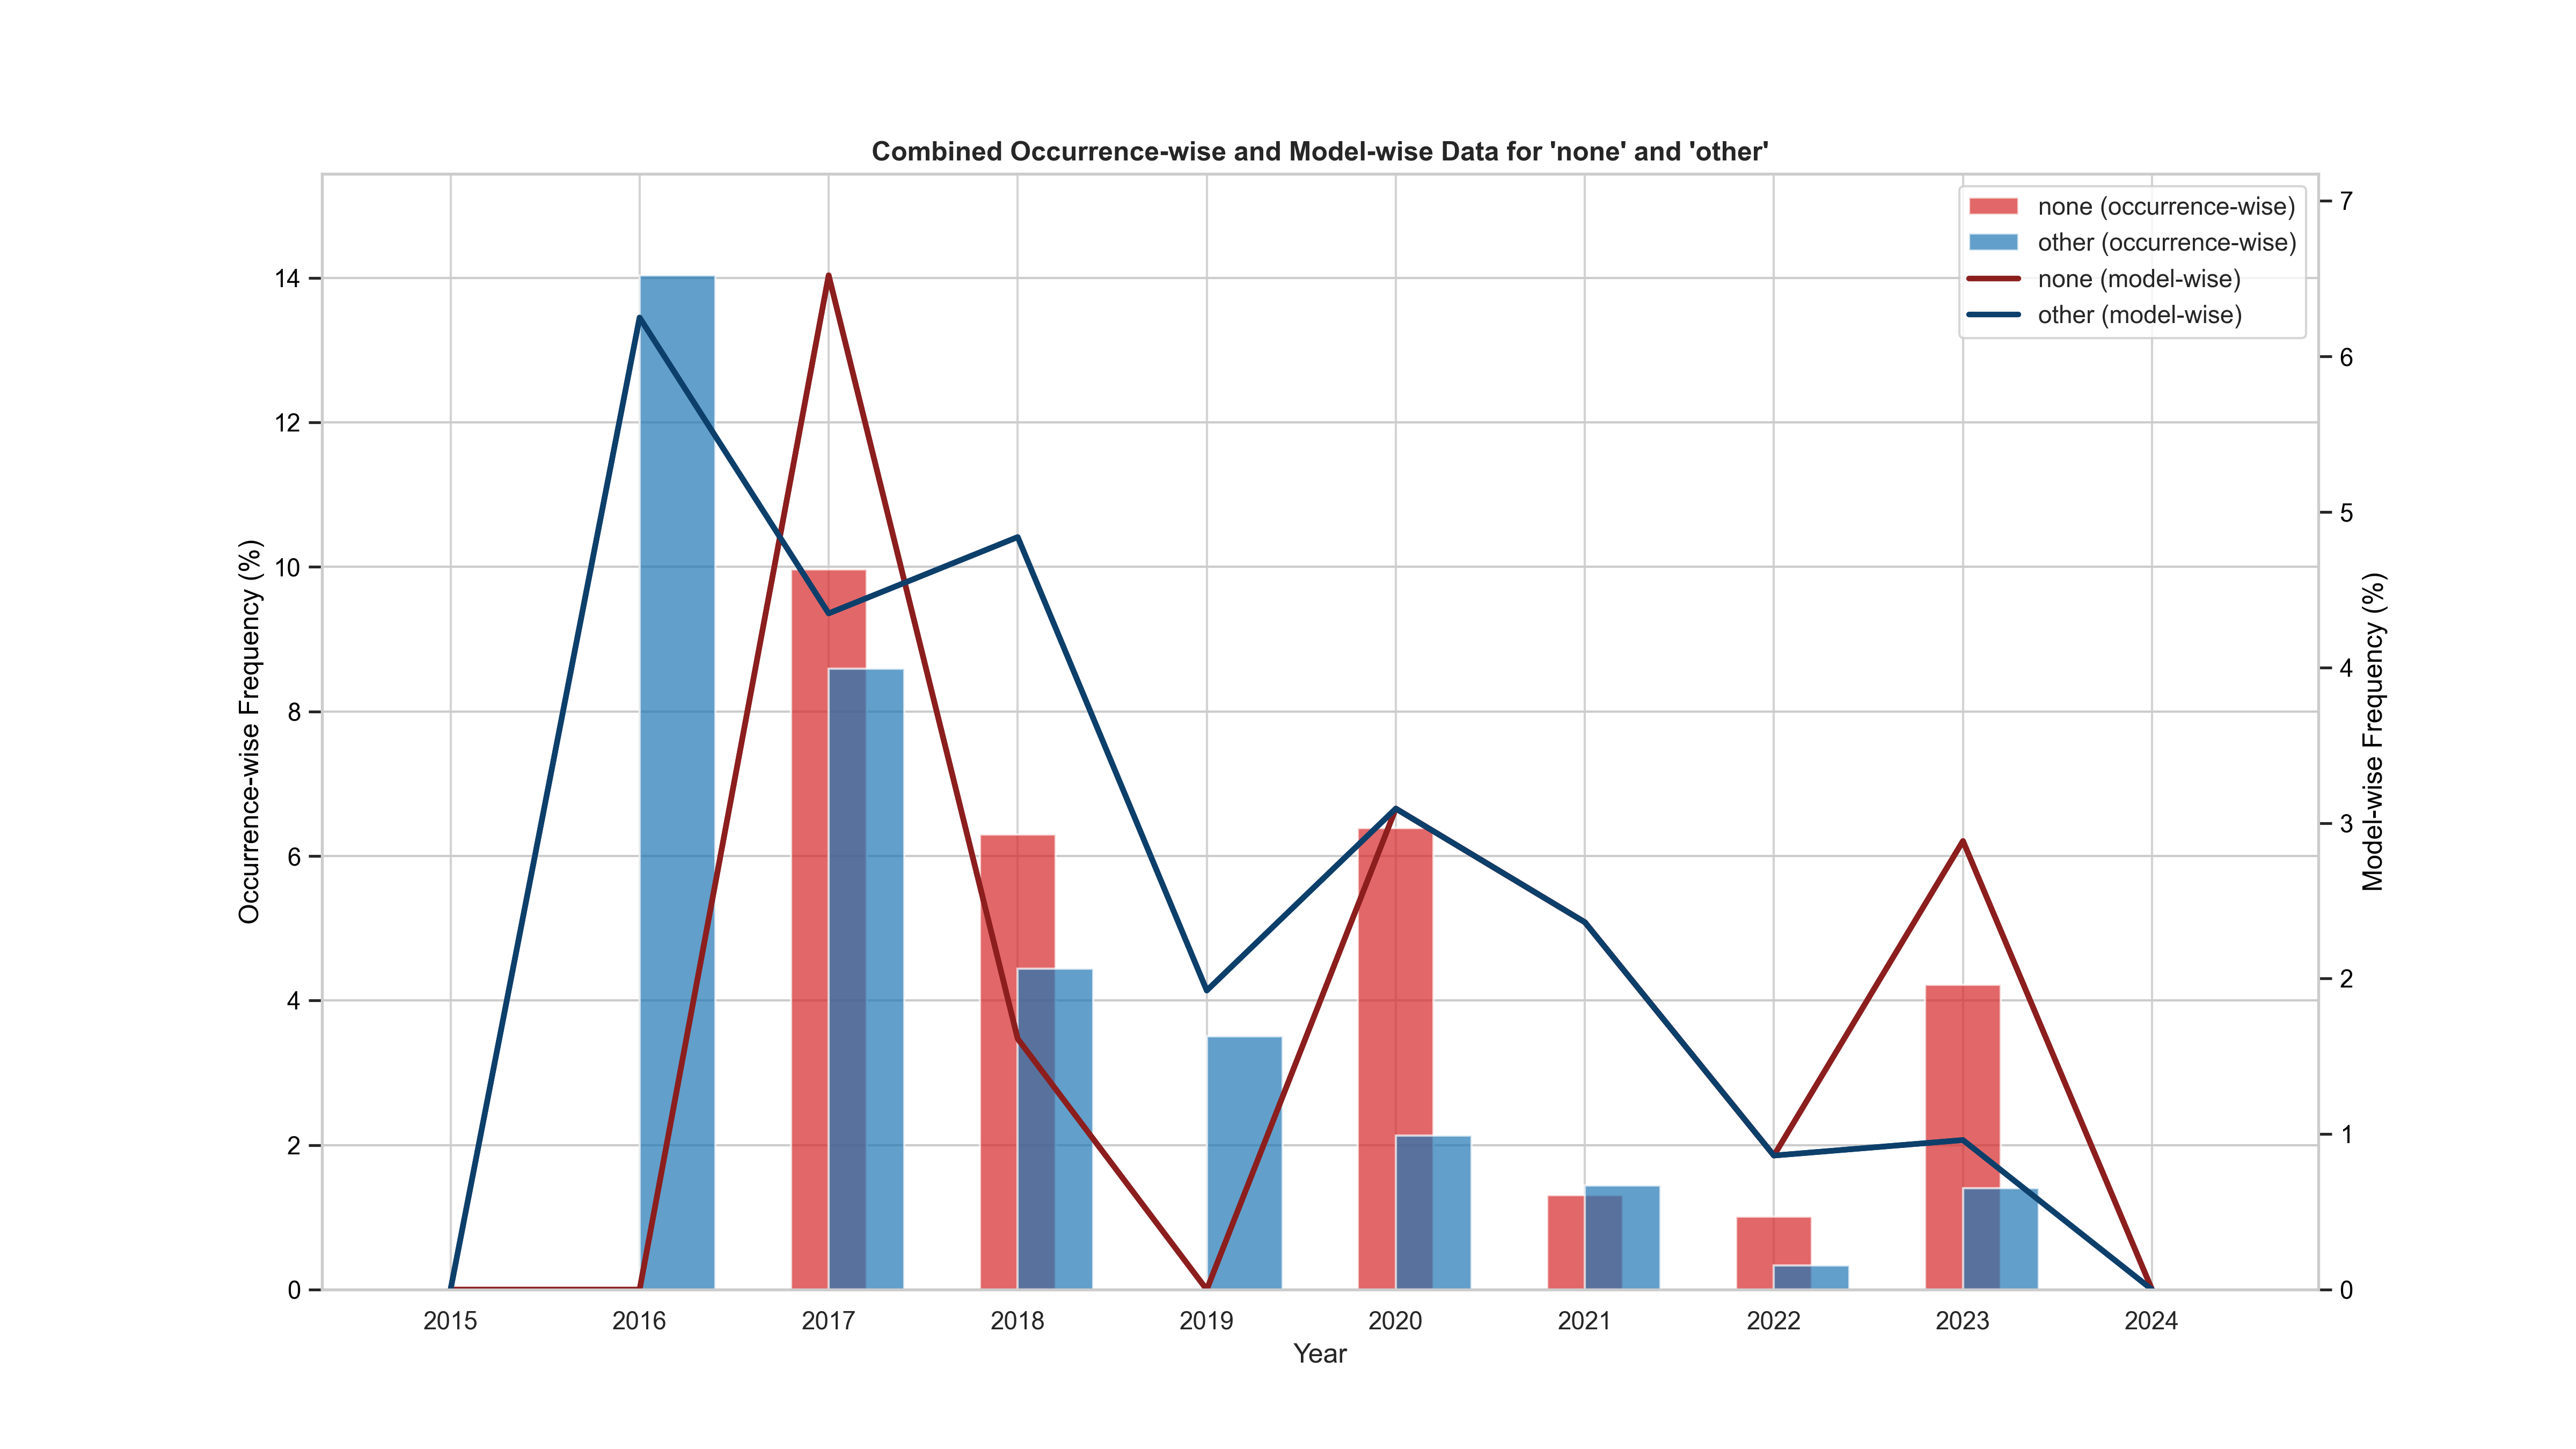 Combined Occurrence-wise and Model-wise Data for 'none' and 'other'
none (occurrence-wise)
other (occurrence-wise)
none (model-wise)
other (model-wise)
Occurrence-wise Frequency (%)
14
12
10
8
6
4
2
0
Model-wise Frequency (%)
7
6
5
4
3
2
1
0
2015 2016 2017 2018 2019 2020 2021 2022 2023 2024
Year